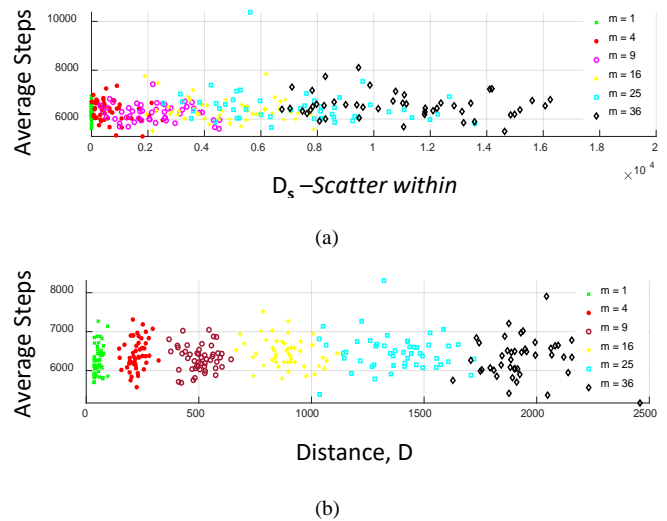 Average Steps
10000
8000
6000
0 0.2 0.4 0.6 0.8 1 1.2 1.4 1.6 1.8 2
× 10^4
m = 1
m = 4
m = 9
m = 16
m = 25
m = 36
Ds –Scatter within
(a)
Average Steps
8000
7000
6000
0 500 1000 1500 2000 2500
m = 1
m = 4
m = 9
m = 16
m = 25
m = 36
Distance, D
(b)